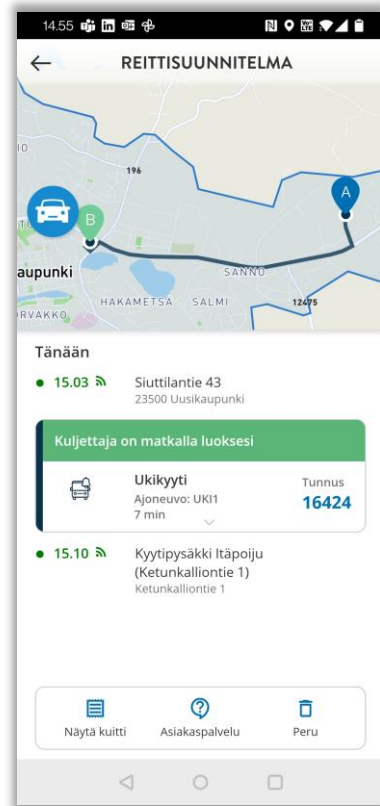 14.55
REITTISUUNNITELMA
196
A
B
aupunki
SANNO
HAKAMETSÄ SALMI
12475
ORVAKKO
Tänään
15.03 Siuttilantie 43
23500 Uusikaupunki
Kuljettaja on matkalla luoksesi
Ukikyyti
Ajoneuvo: UKI1
7 min
Tunnus
16424
15.10 Kyytipysäkki Itäpoiju
(Ketunkalliontie 1)
Ketunkalliontie 1
Näytä kuitti Asiakaspalvelu Peru